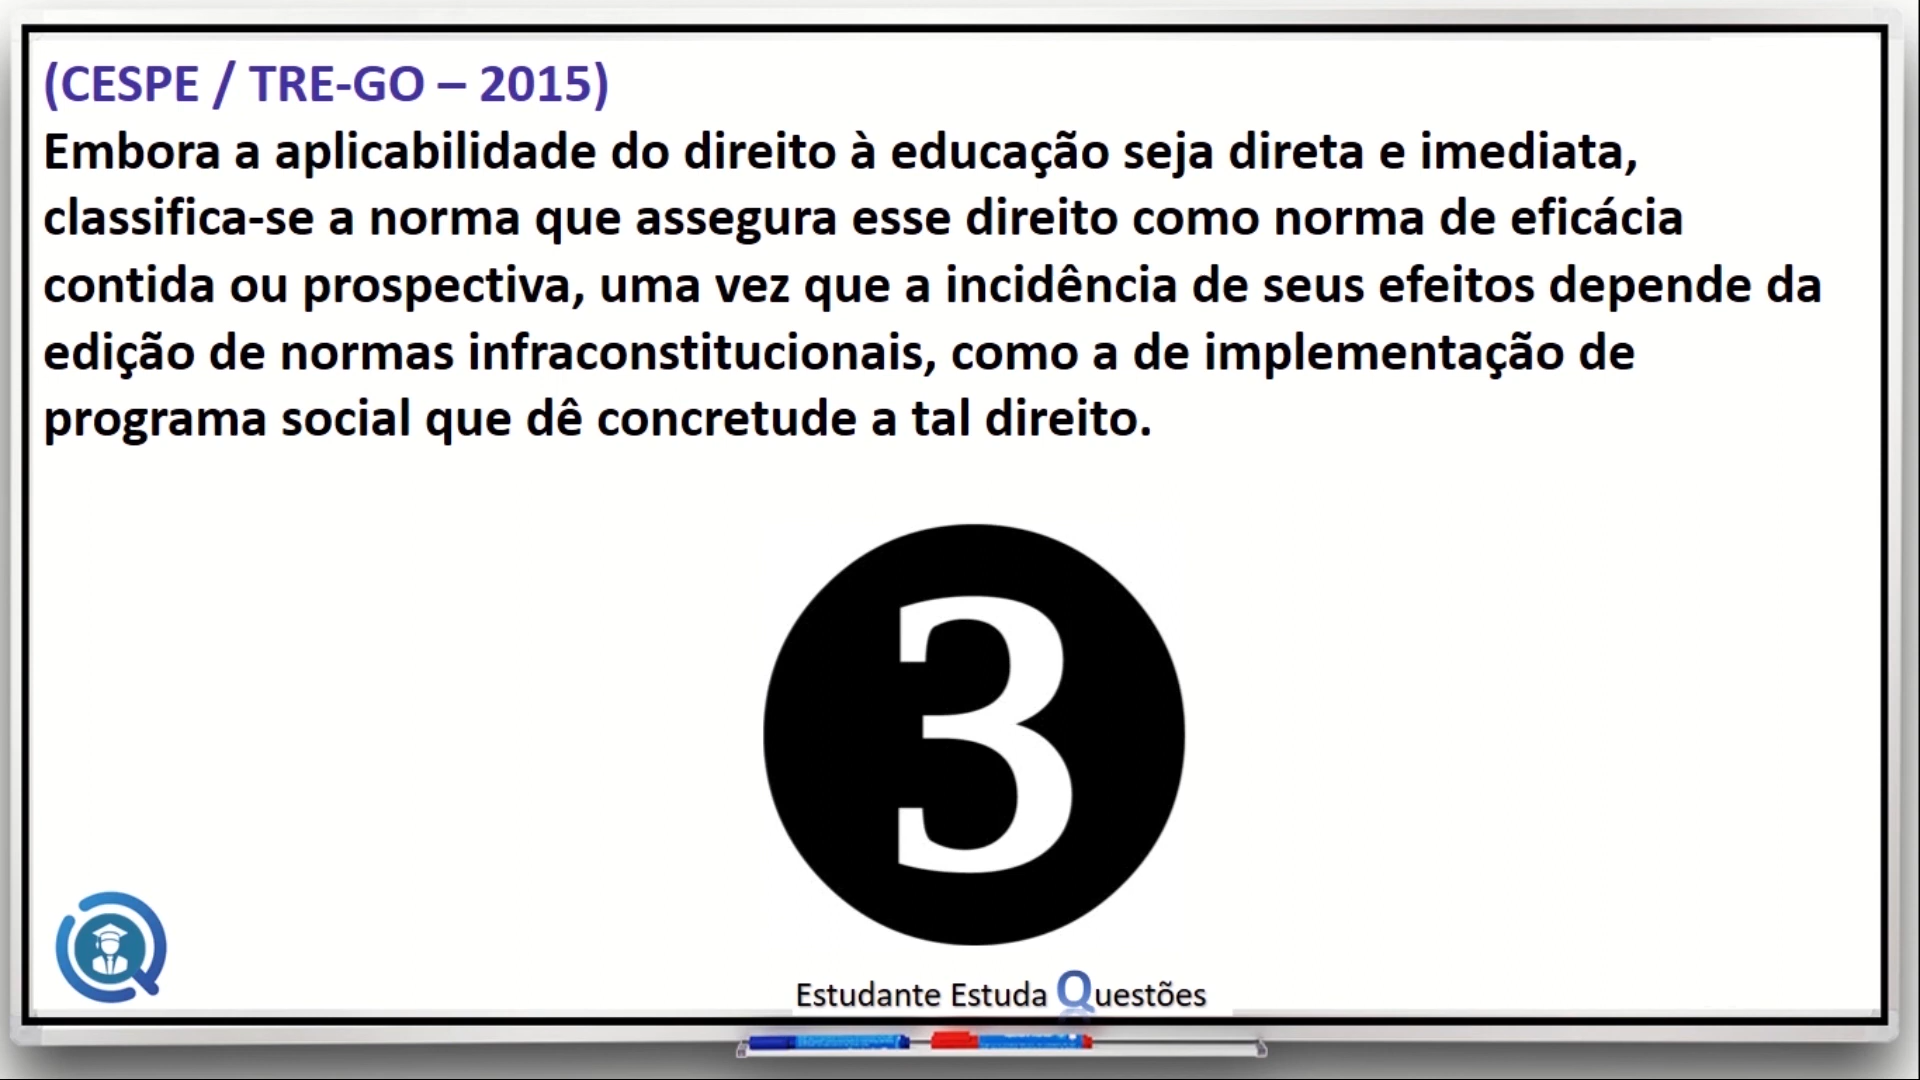 (CESPE / TRE-GO – 2015)
Embora a aplicabilidade do direito à educação seja direta e imediata,
classifica-se a norma que assegura esse direito como norma de eficácia
contida ou prospectiva, uma vez que a incidência de seus efeitos depende da
edição de normas infraconstitucionais, como a de implementação de
programa social que dê concretude a tal direito.
3
Estudante Estuda Questões